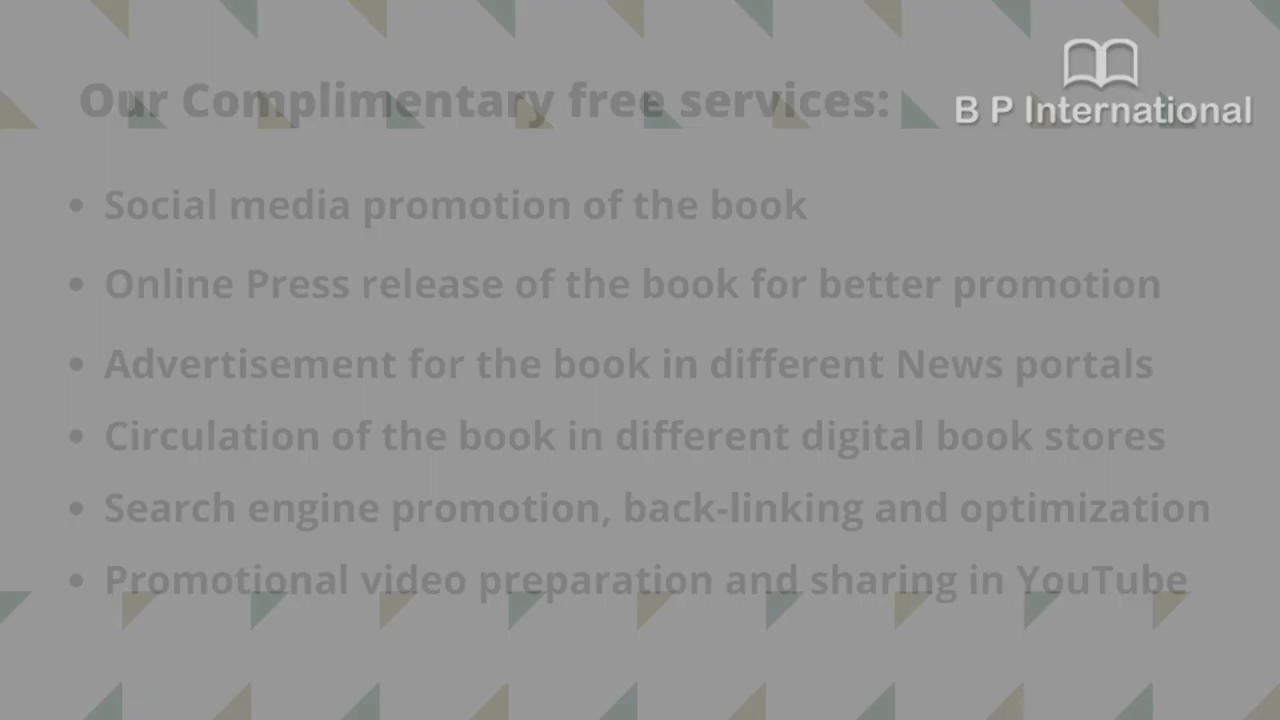 Our Complimentary free services:
B P International
• Social media promotion of the book
• Online Press release of the book for better promotion
• Advertisement for the book in different News portals
• Circulation of the book in different digital book stores
• Search engine promotion, back-linking and optimization
• Promotional video preparation and sharing in YouTube